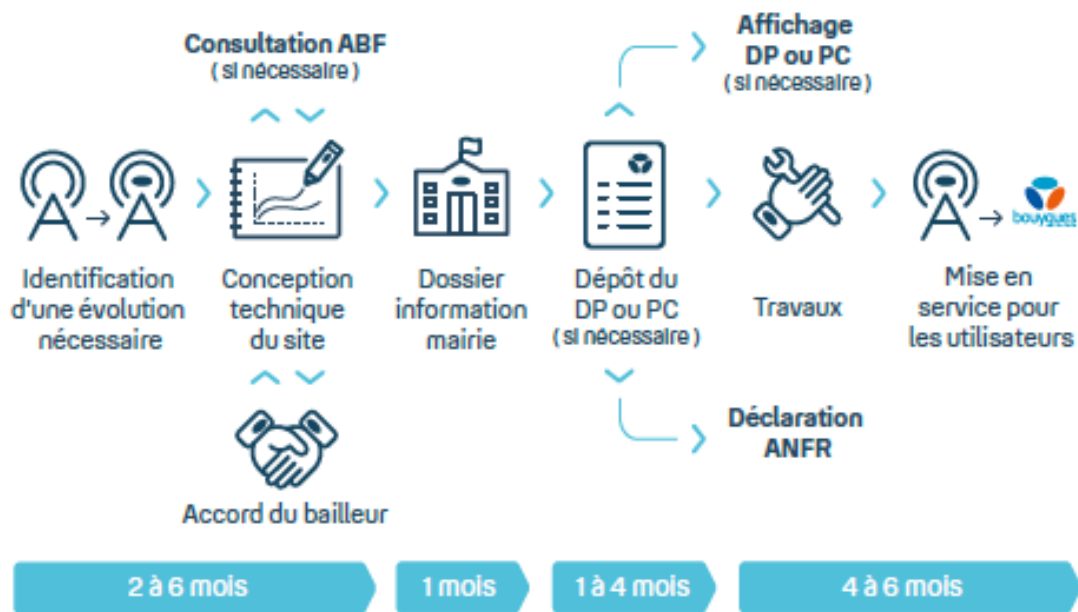 Consultation ABF
( si nécessaire )
Affichage
DP ou PC
(si nécessaire )
Identification
d'une évolution
nécessaire
Conception
technique
du site
Dossier
information
mairie
Dépôt du
DP ou PC
( si nécessaire )
Travaux
bouygues
Mise en
service pour
les utilisateurs
Accord du bailleur
Déclaration
ANFR
2 à 6 mois
1 mois
1 à 4 mois
4 à 6 mois